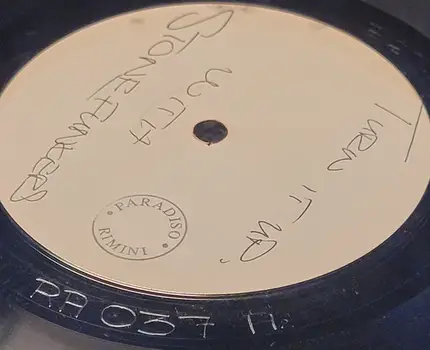 STONEFUNKERS
WITH
TURN IT UP.
PARADISO
RIMINI
RA 037